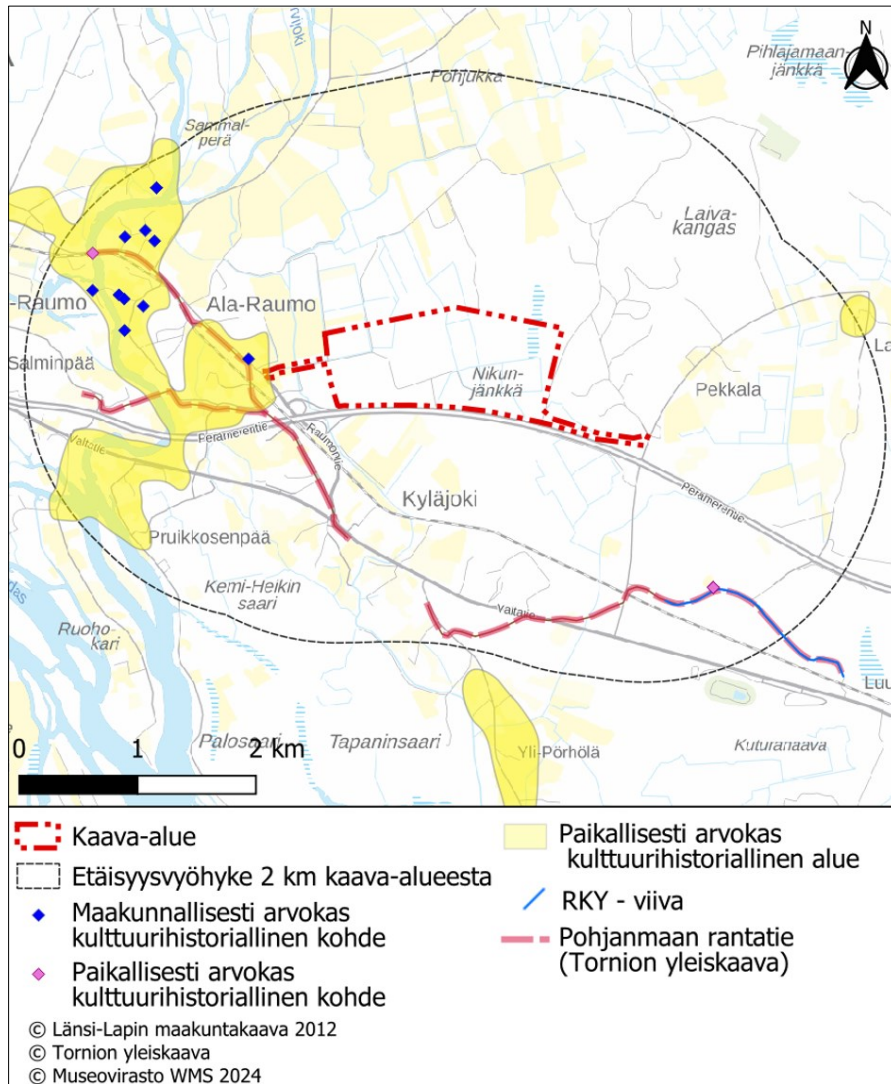 N
Pihlajamaan-
jänkkä
Pohjukka
Sammal-
perä
Laiva-
kangas
-Raumo
Ala-Raumo
Salminpää
Nikun-
jänkkä
Pekkala
La
Perämerentie
Raumontie
Valtatie
Kyläjoki
Perämerentie
Pruikkosenpää
Kemi-Heikin
saari
Valtatie
Ruoho-
kari
Luu
Palosaari
Tapaninsaari
Yli-Pörhölä
Kuturanaava
0 1 2 km
Kaava-alue
Etäisyysvyöhyke 2 km kaava-alueesta
Maakunnallisesti arvokas
kulttuurihistoriallinen kohde
Paikallisesti arvokas
kulttuurihistoriallinen kohde
Paikallisesti arvokas
kulttuurihistoriallinen alue
RKY - viiva
Pohjanmaan rantatie
(Tornion yleiskaava)
© Länsi-Lapin maakuntakaava 2012
© Tornion yleiskaava
© Museovirasto WMS 2024